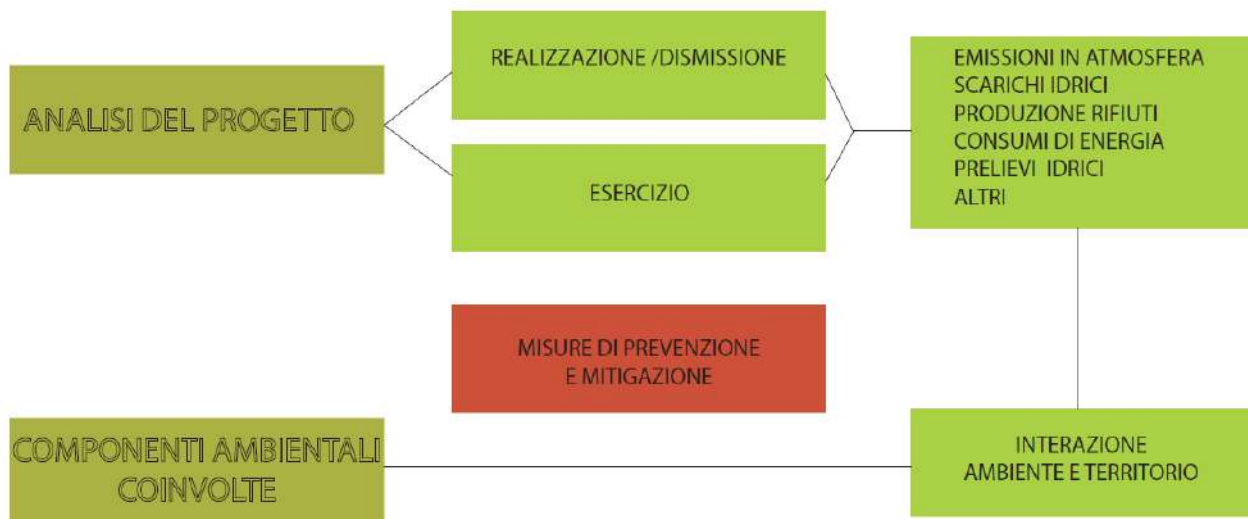 ANALISI DEL PROGETTO
REALIZZAZIONE /DISMISSIONE
ESERCIZIO
EMISSIONI IN ATMOSFERA
SCARICHI IDRICI
PRODUZIONE RIFIUTI
CONSUMI DI ENERGIA
PRELIEVI IDRICI
ALTRI
MISURE DI PREVENZIONE
E MITIGAZIONE
COMPONENTI AMBIENTALI
COINVOLTE
INTERAZIONE
AMBIENTE E TERRITORIO